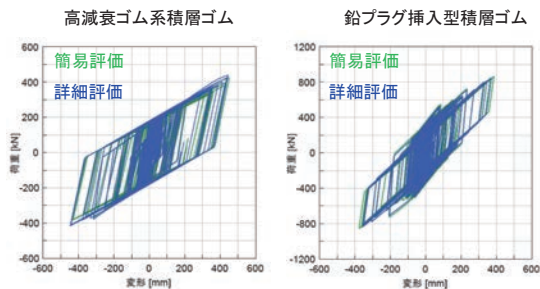 高減衰ゴム系積層ゴム
600
400
200
0
-200
-400
-600
荷重 [kN]
簡易評価
詳細評価
-600 -400 -200 0 200 400 600
変形 [mm]
鉛プラグ挿入型積層ゴム
1200
800
400
0
-400
-800
-1200
荷重 [kN]
簡易評価
詳細評価
-600 -400 -200 0 200 400 600
変形 [mm]